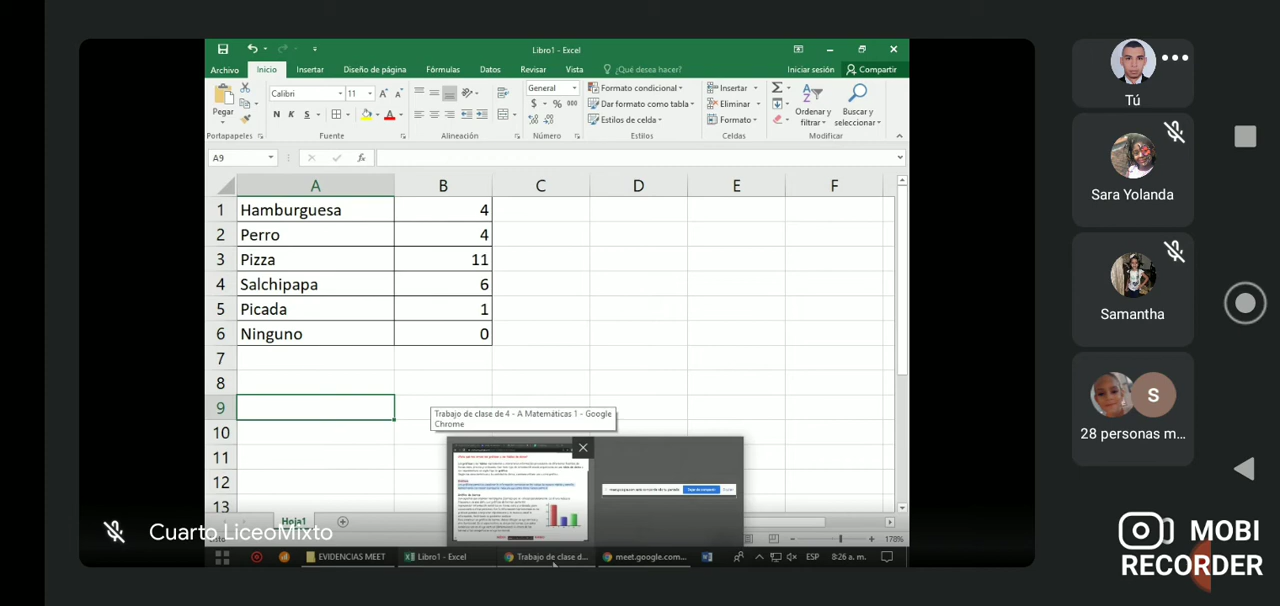 Libro1 - Excel
Archivo Inicio Insertar Diseño de página Fórmulas Datos Revisar Vista ¿Qué desea hacer? Iniciar sesión Compartir
Pegar
Calibri 11
N K S
General
$ % 000
Formato condicional
Dar formato como tabla
Estilos de celda
Insertar
Eliminar
Formato
Ordenar y filtrar
Buscar y seleccionar
Portapapeles Fuente Alineación Número Estilos Celdas Modificar
A9 fx
A B C D E F
1 Hamburguesa 4
2 Perro 4
3 Pizza 11
4 Salchipapa 6
5 Picada 1
6 Ninguno 0
7
8
9
10
11
12
13
Trabajo de clase de 4 - A Matemáticas 1 - Google
Chrome
Hoja1
178%
Cuarto LiceoMixto
EVIDENCIAS MEET Libro1 - Excel Trabajo de clase d... meet.google.com... ESP 8:26 a. m.
Tú
Sara Yolanda
Samantha
S
28 personas m...
MOBI
RECORDER